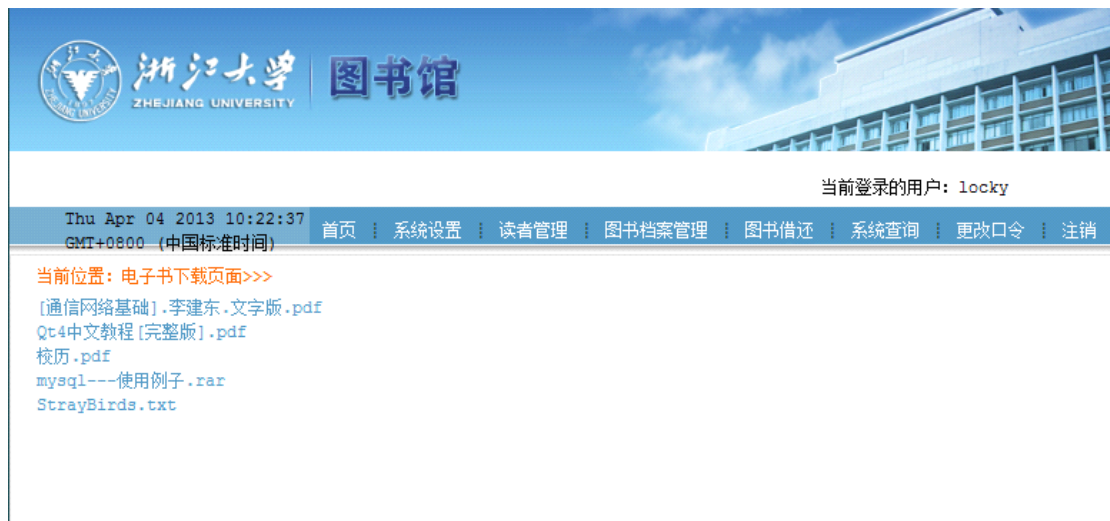 浙江大学
ZHEJIANG UNIVERSITY
图书馆
当前登录的用户: locky
Thu Apr 04 2013 10:22:37
GMT+0800 (中国标准时间)
首页 ⋮ 系统设置 ⋮ 读者管理 ⋮ 图书档案管理 ⋮ 图书借还 ⋮ 系统查询 ⋮ 更改口令 ⋮ 注销
当前位置: 电子书下载页面>>>
[通信网络基础].李建东.文字版.pdf
Qt4中文教程[完整版].pdf
校历.pdf
mysql---使用例子.rar
StrayBirds.txt